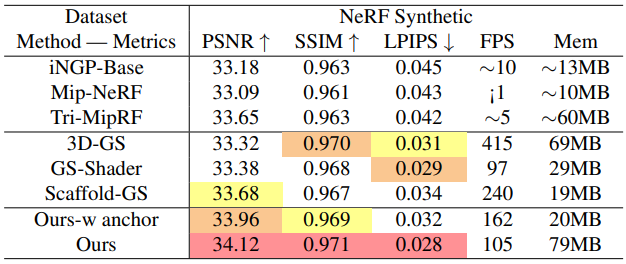 Dataset NeRF Synthetic
Method — Metrics PSNR ↑ SSIM ↑ LPIPS ↓ FPS Mem
iNGP-Base 33.18 0.963 0.045 ∼10 ∼13MB
Mip-NeRF 33.09 0.961 0.043 ¡1 ∼10MB
Tri-MipRF 33.65 0.963 0.042 ∼5 ∼60MB
3D-GS 33.32 0.970 0.031 415 69MB
GS-Shader 33.38 0.968 0.029 97 29MB
Scaffold-GS 33.68 0.967 0.034 240 19MB
Ours-w anchor 33.96 0.969 0.032 162 20MB
Ours 34.12 0.971 0.028 105 79MB